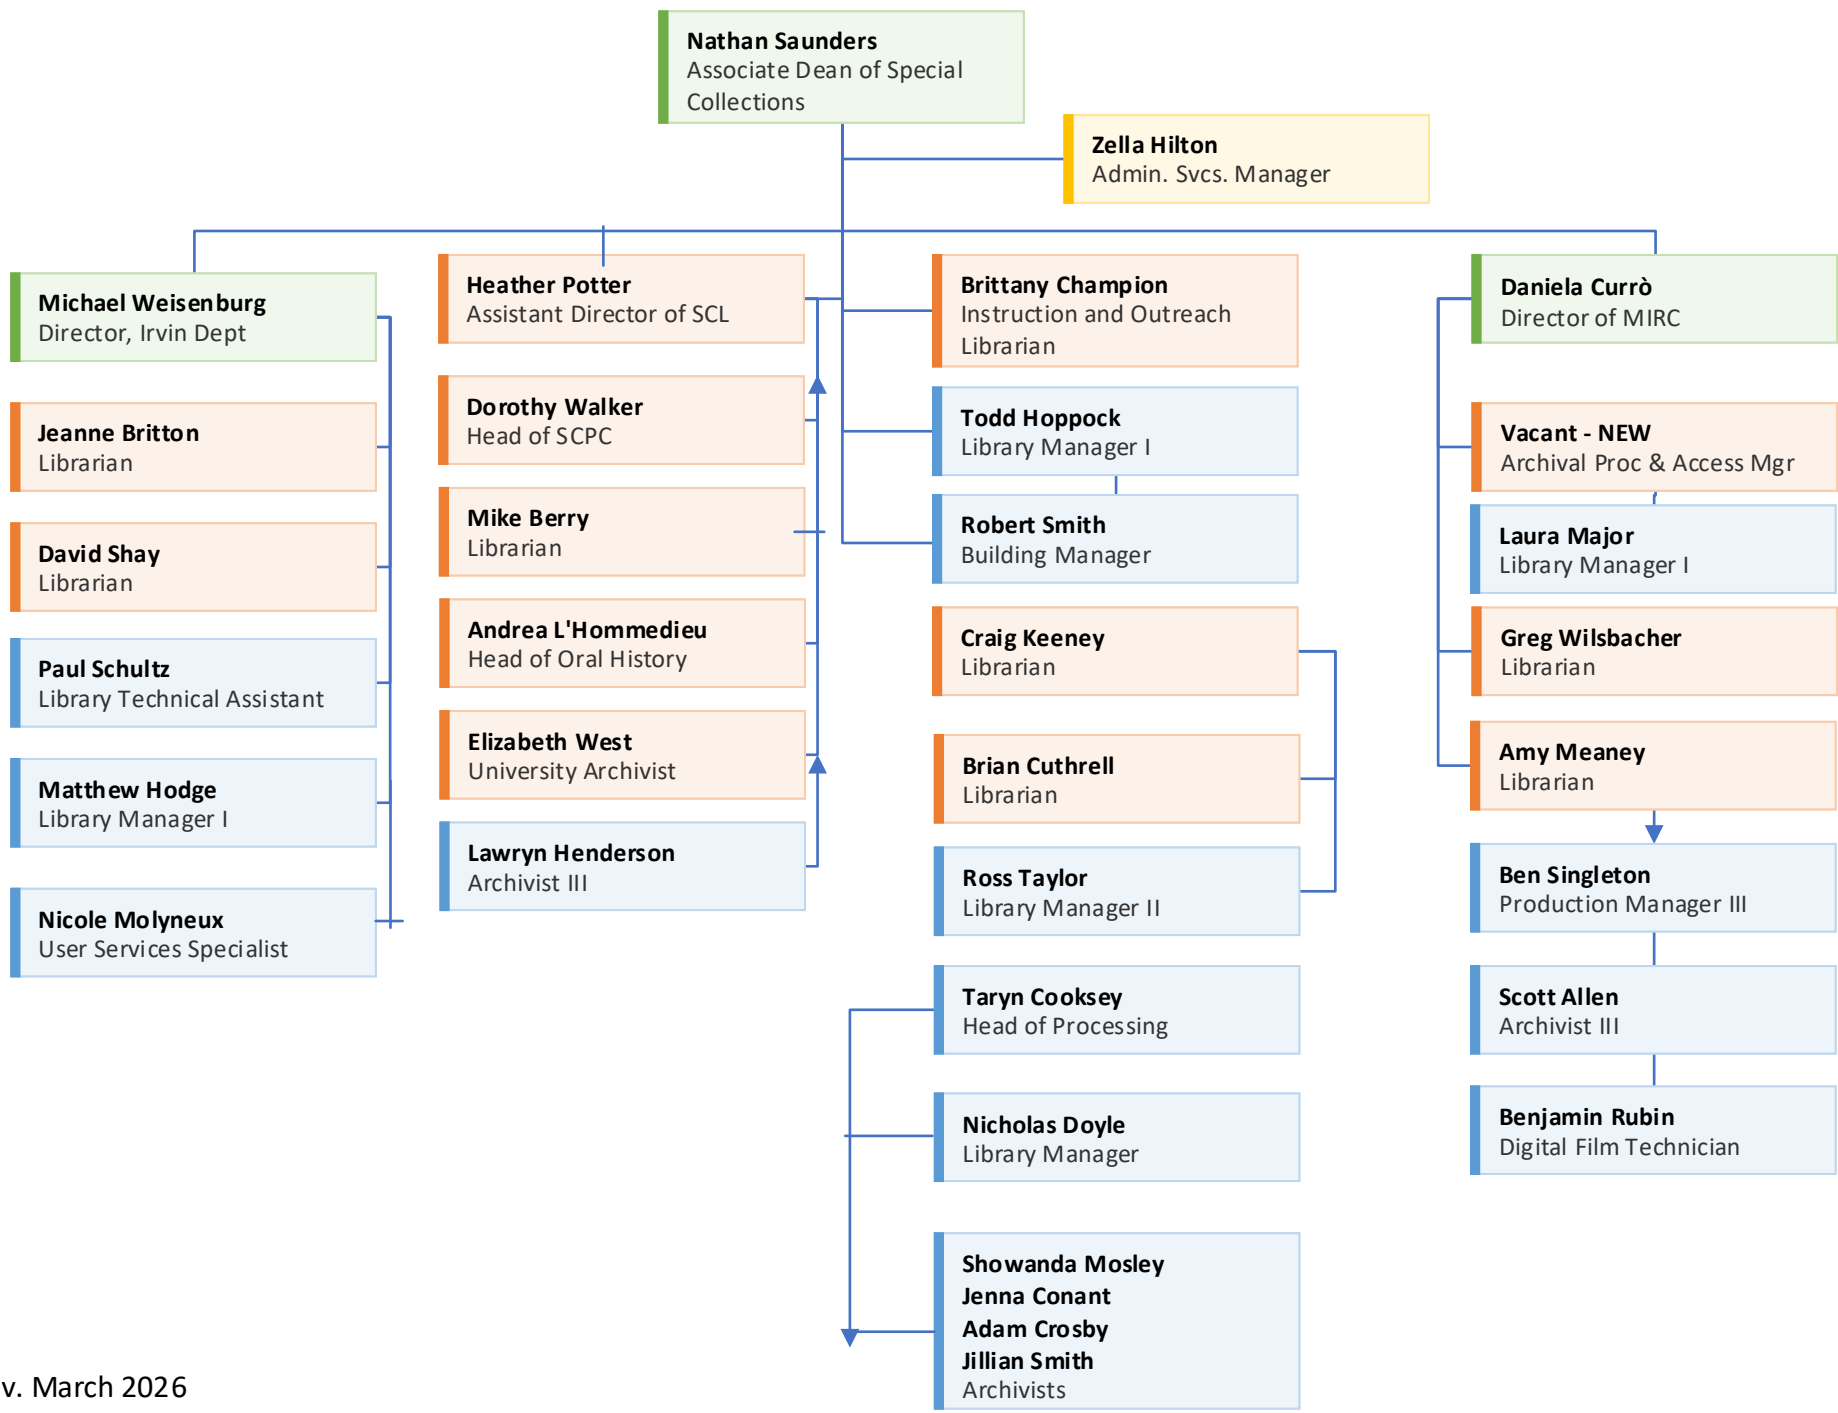 Nathan Saunders
Associate Dean of Special
Collections
Zella Hilton
Admin. Svcs. Manager
Michael Weisenburg
Director, Irvin Dept
Jeanne Britton
Librarian
David Shay
Librarian
Paul Schultz
Library Technical Assistant
Matthew Hodge
Library Manager I
Nicole Molyneux
User Services Specialist
Heather Potter
Assistant Director of SCL
Dorothy Walker
Head of SCPC
Mike Berry
Librarian
Andrea L'Hommedieu
Head of Oral History
Elizabeth West
University Archivist
Lawryn Henderson
Archivist III
Brittany Champion
Instruction and Outreach
Librarian
Todd Hoppock
Library Manager I
Robert Smith
Building Manager
Craig Keeney
Librarian
Brian Cuthrell
Librarian
Ross Taylor
Library Manager II
Taryn Cooksey
Head of Processing
Nicholas Doyle
Library Manager
Showanda Mosley
Jenna Conant
Adam Crosby
Jillian Smith
Archivists
Daniela Currò
Director of MIRC
Vacant - NEW
Archival Proc & Access Mgr
Laura Major
Library Manager I
Greg Wilsbacher
Librarian
Amy Meaney
Librarian
Ben Singleton
Production Manager III
Scott Allen
Archivist III
Benjamin Rubin
Digital Film Technician
v. March 2026